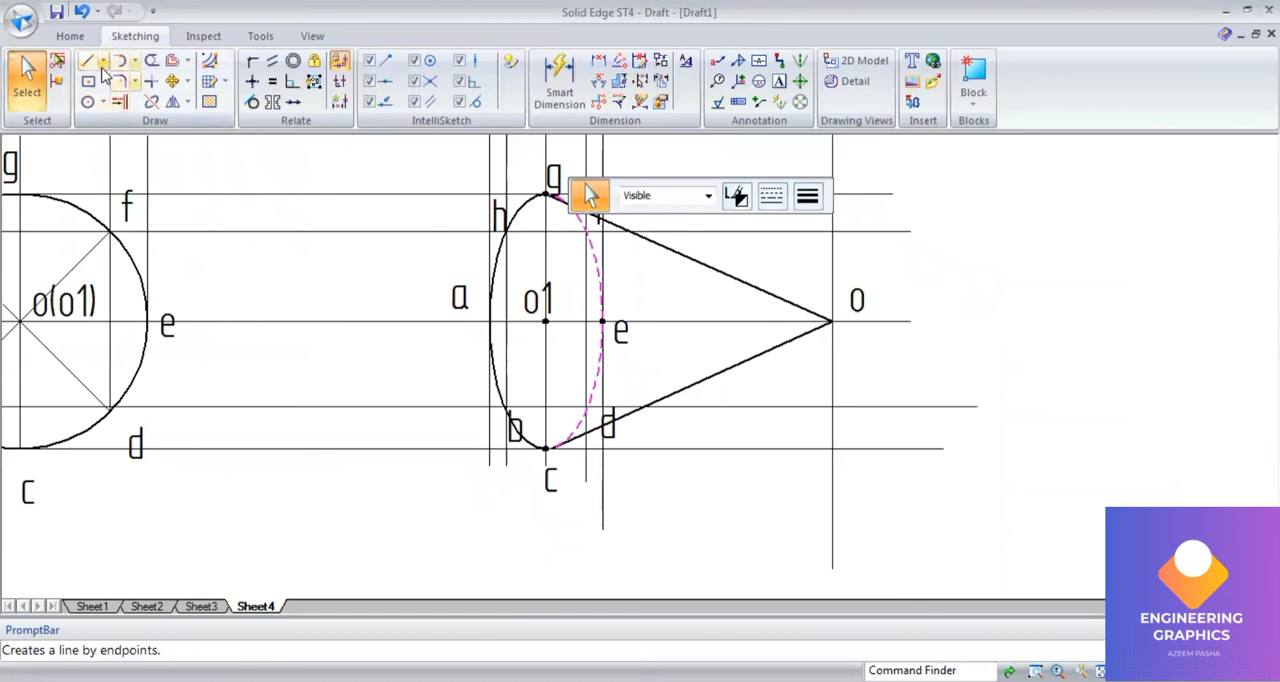 Solid Edge ST4 - Draft - [Draft1]
Home Sketching Inspect Tools View
Select
Smart
Dimension
2D Model
Detail
Block
Select Draw Relate IntelliSketch Dimension Annotation Drawing Views Insert Blocks
Visible
g
f
o(o1)
e
d
c
g
h
a
o1
e
b
d
c
o
Sheet1 Sheet2 Sheet3 Sheet4
PromptBar
Creates a line by endpoints.
Command Finder
ENGINEERING
GRAPHICS
AZEEM PASHA